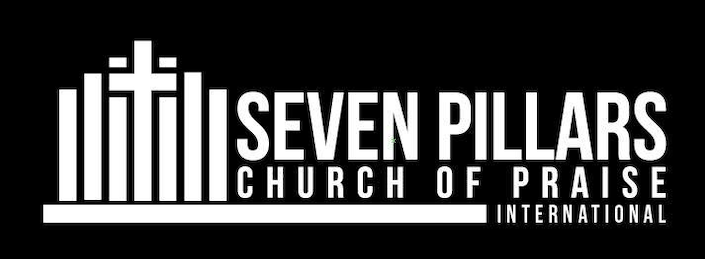 SEVEN PILLARS
CHURCH OF PRAISE
INTERNATIONAL